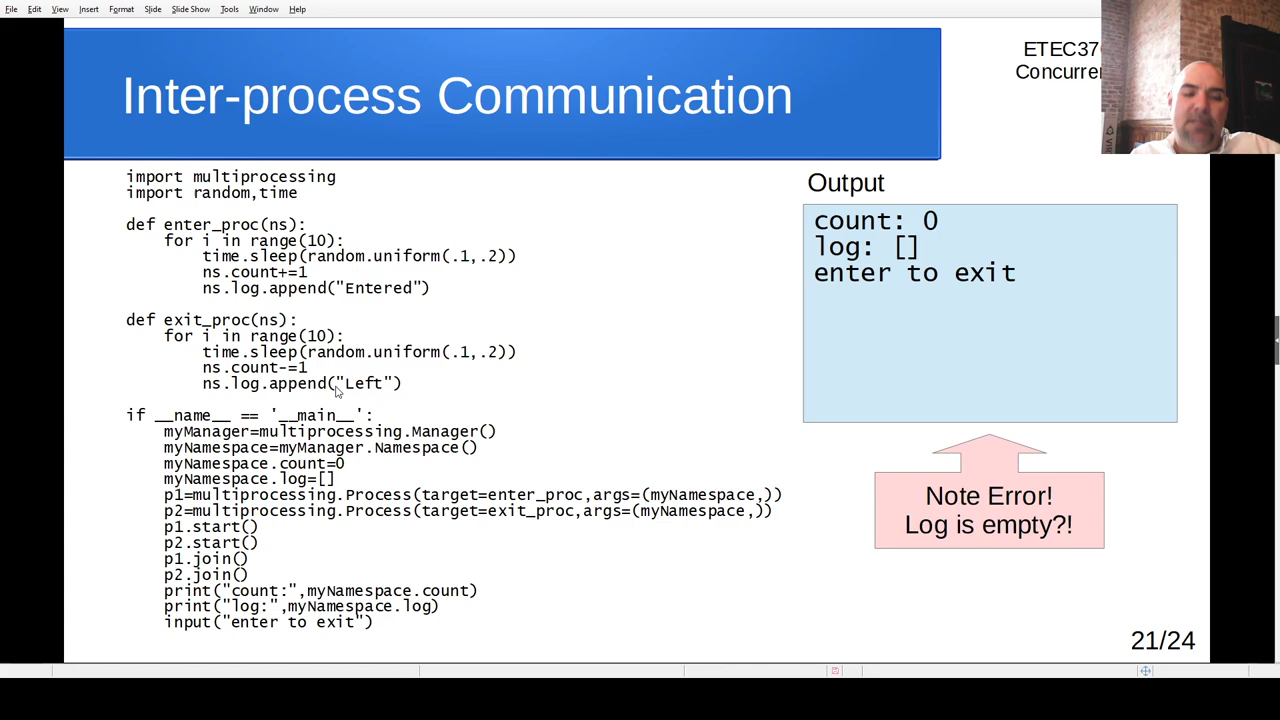 File Edit View Insert Format Slide Slide Show Tools Window Help
Inter-process Communication
ETEC37
Concurre
import multiprocessing
import random,time
def enter_proc(ns):
for i in range(10):
time.sleep(random.uniform(.1,.2))
ns.count+=1
ns.log.append("Entered")
def exit_proc(ns):
for i in range(10):
time.sleep(random.uniform(.1,.2))
ns.count-=1
ns.log.append("Left")
if __name__ == '__main__':
myManager=multiprocessing.Manager()
myNamespace=myManager.Namespace()
myNamespace.count=0
myNamespace.log=[]
p1=multiprocessing.Process(target=enter_proc,args=(myNamespace,))
p2=multiprocessing.Process(target=exit_proc,args=(myNamespace,))
p1.start()
p2.start()
p1.join()
p2.join()
print("count:",myNamespace.count)
print("log:",myNamespace.log)
input("enter to exit")
Output
count: 0
log: []
enter to exit
Note Error!
Log is empty?!
21/24